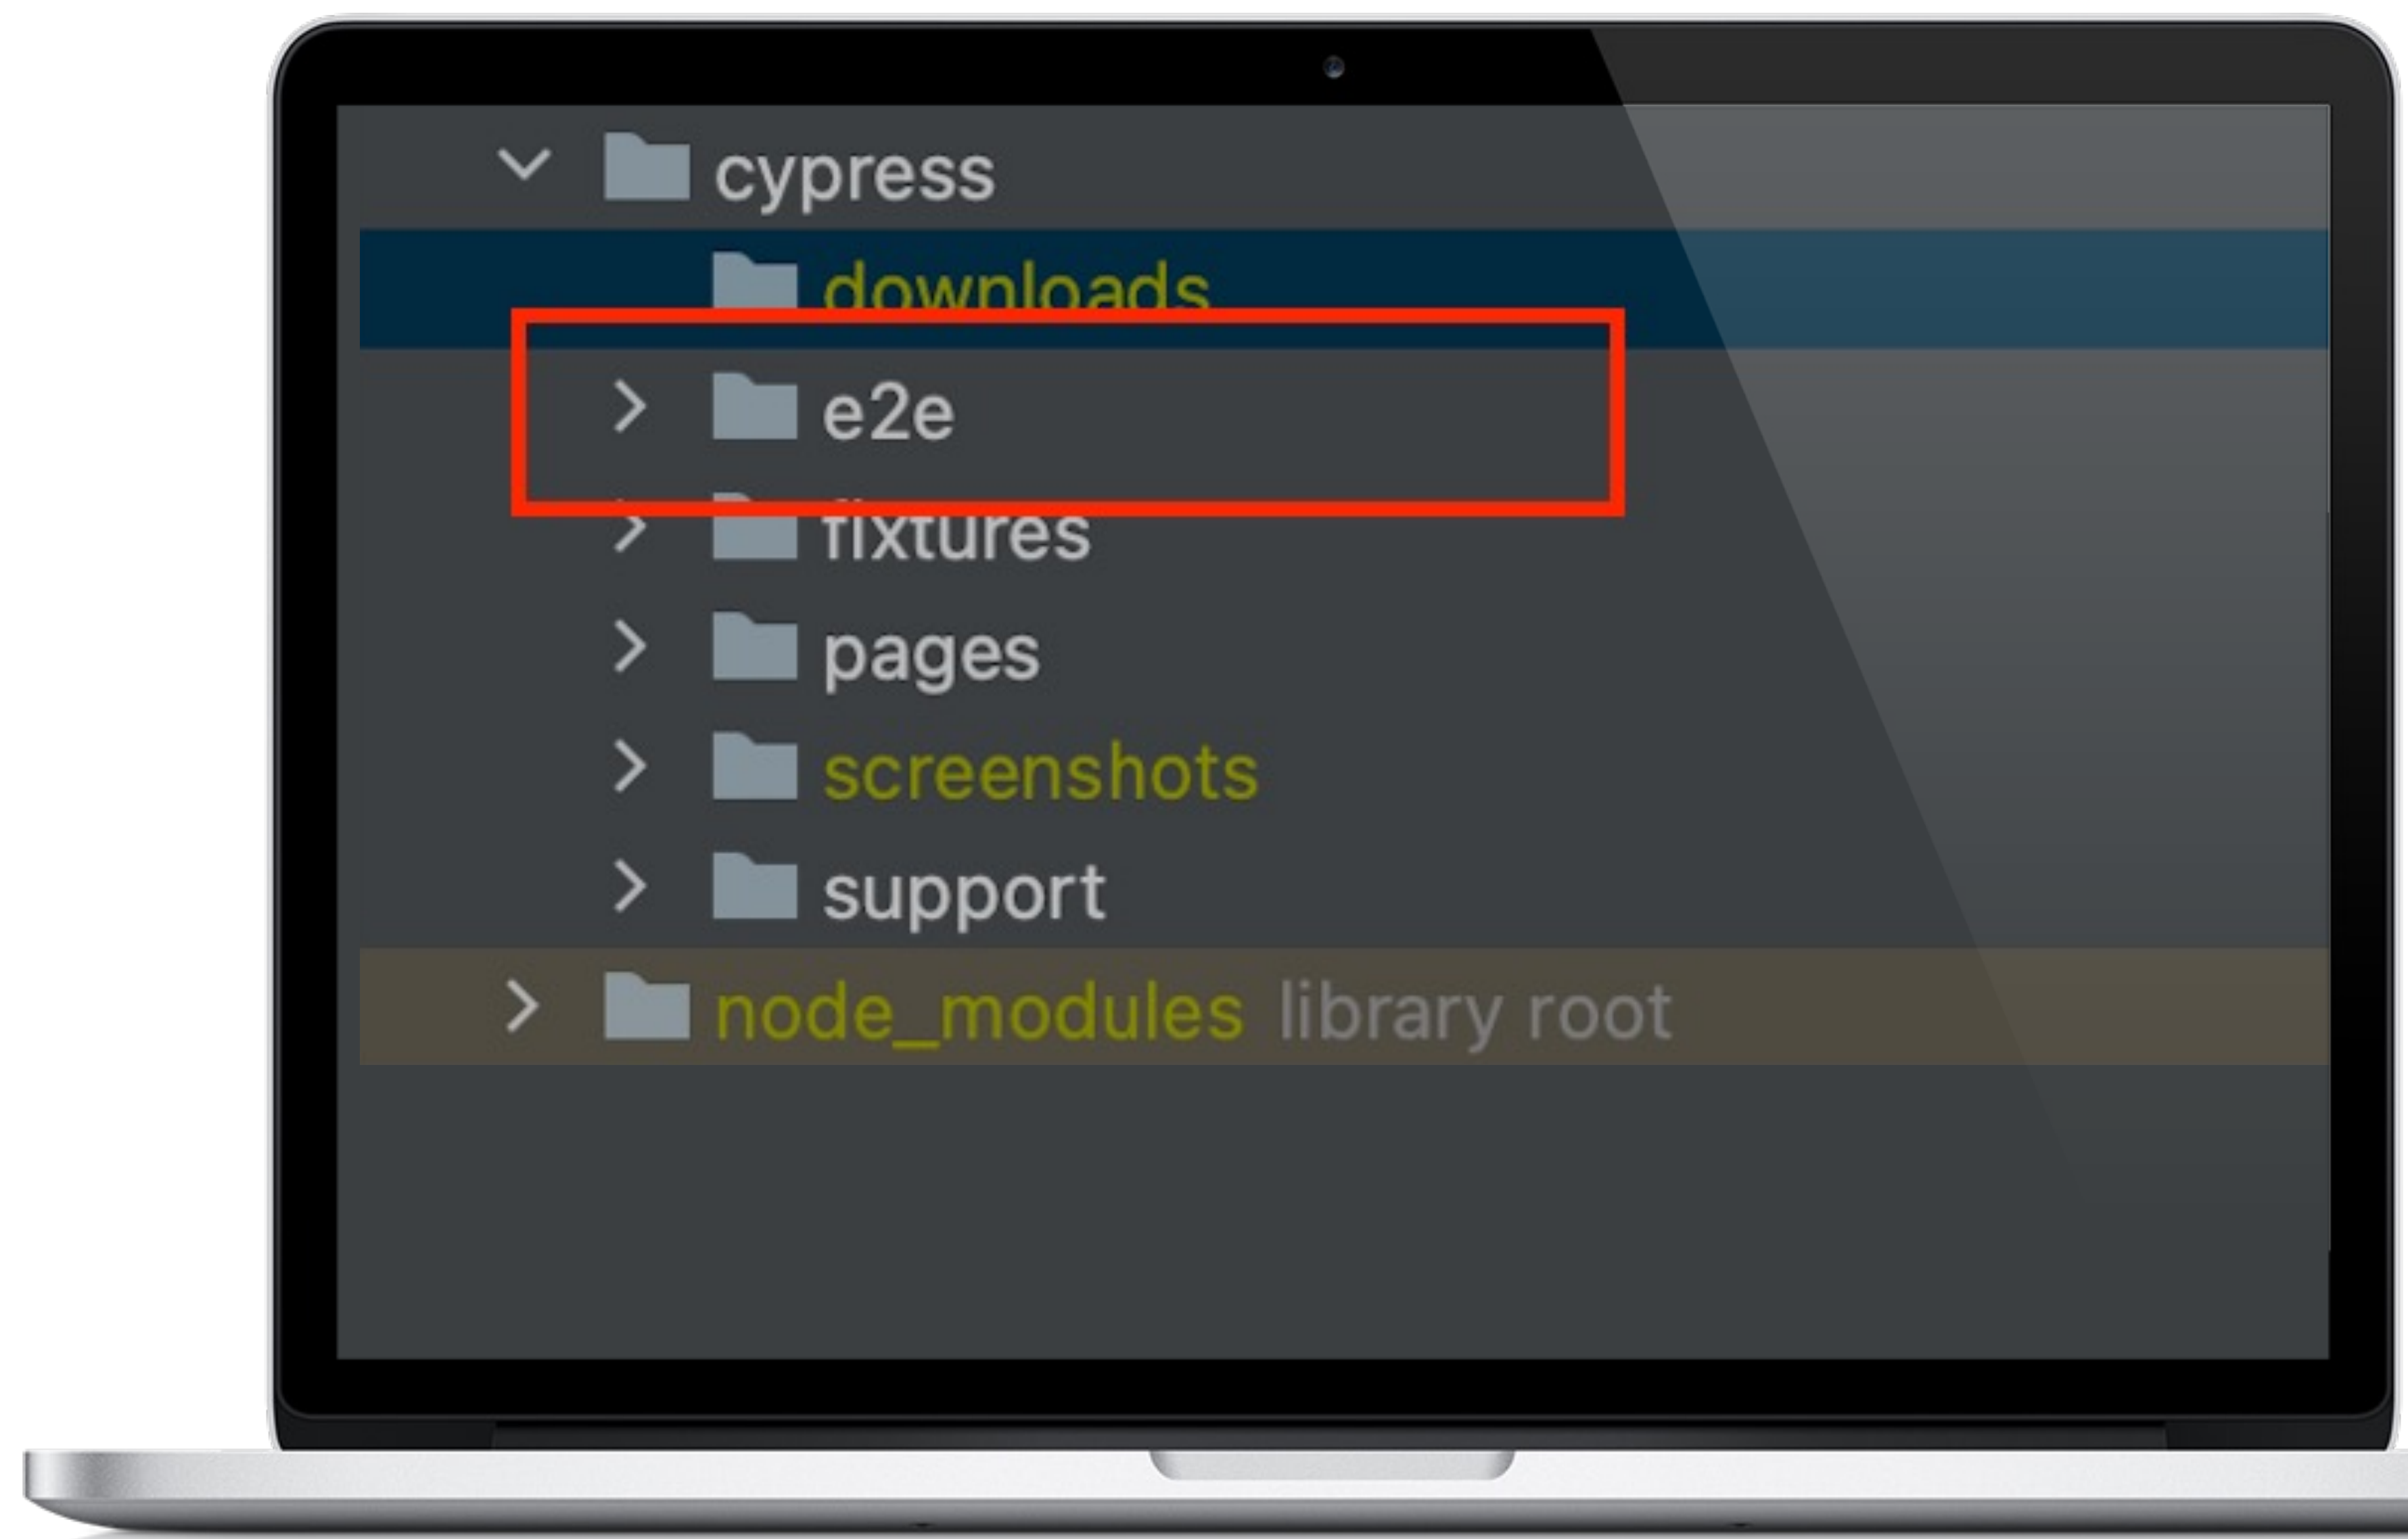 cypress
downloads
e2e
fixtures
pages
screenshots
support
node_modules library root